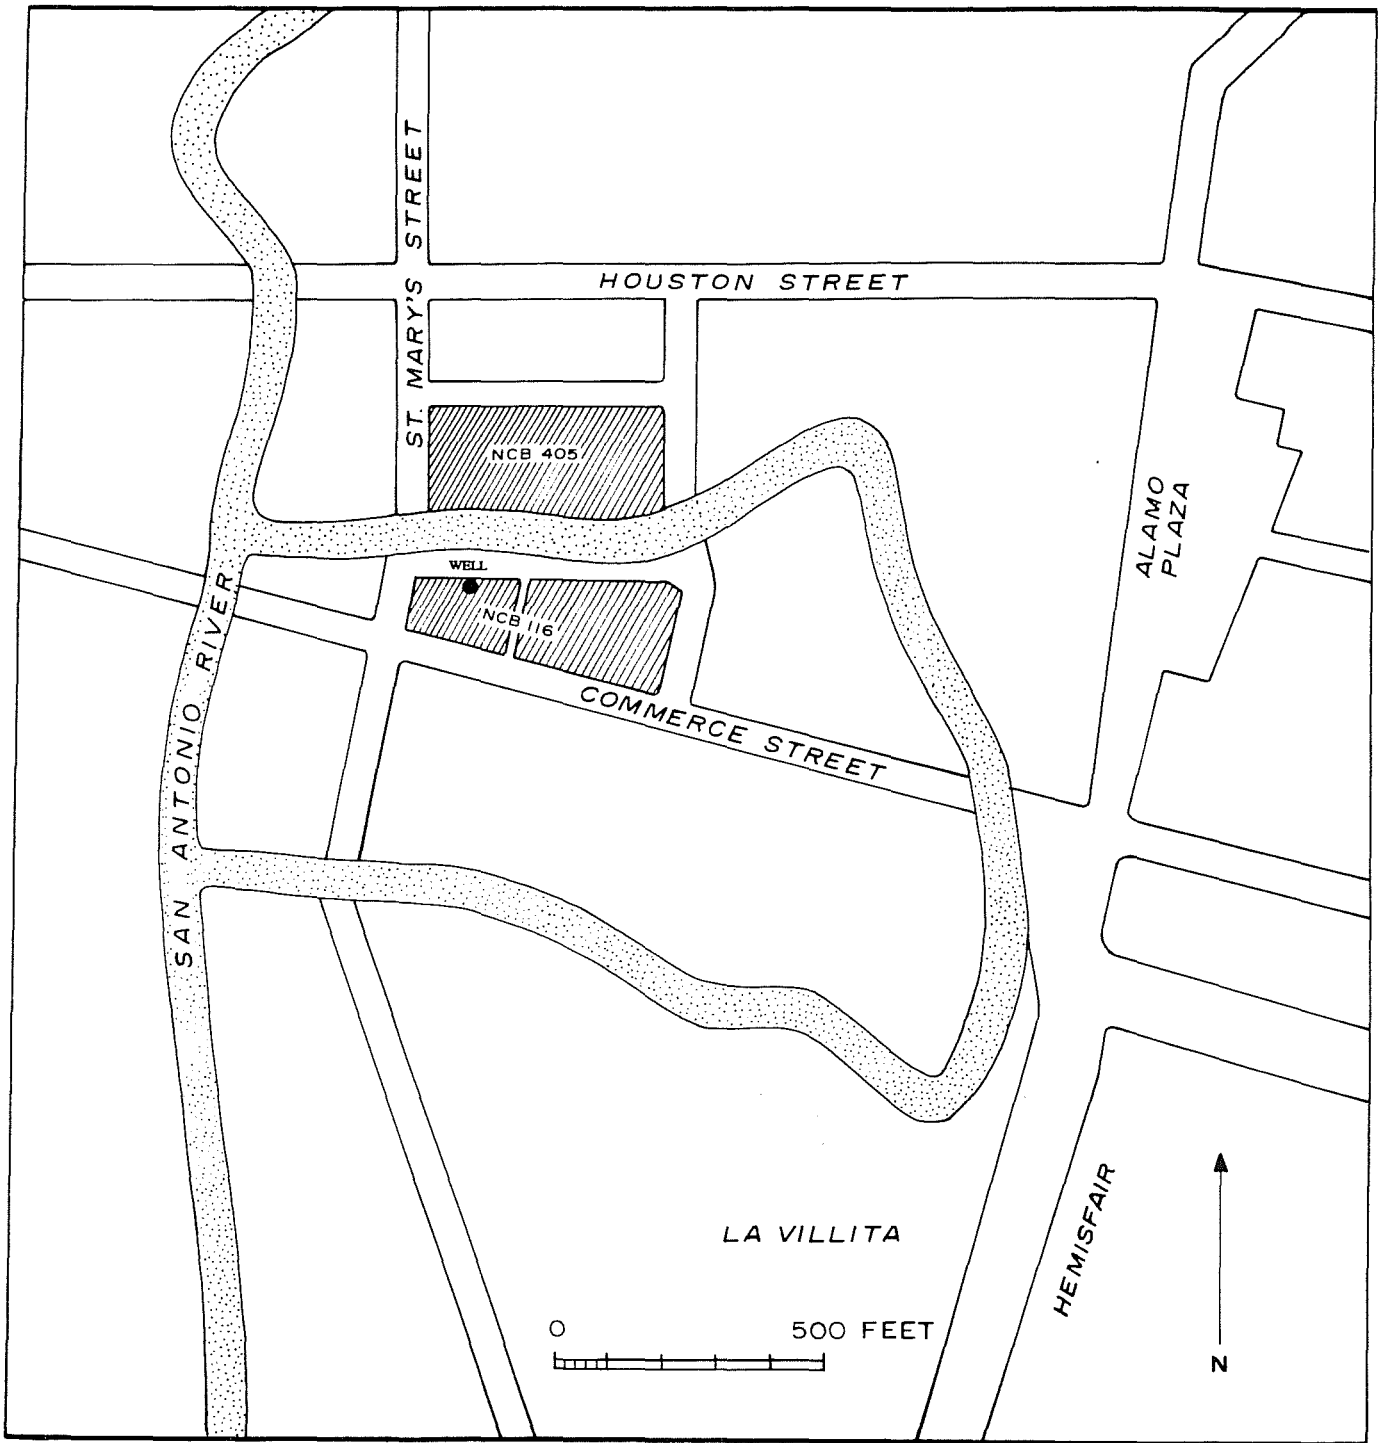 ST. MARY'S STREET
HOUSTON STREET
NCB 405
ALAMO
PLAZA
WELL
NCB 116
COMMERCE STREET
SAN ANTONIO RIVER
LA VILLITA
HEMISFAIR
0 500 FEET
N